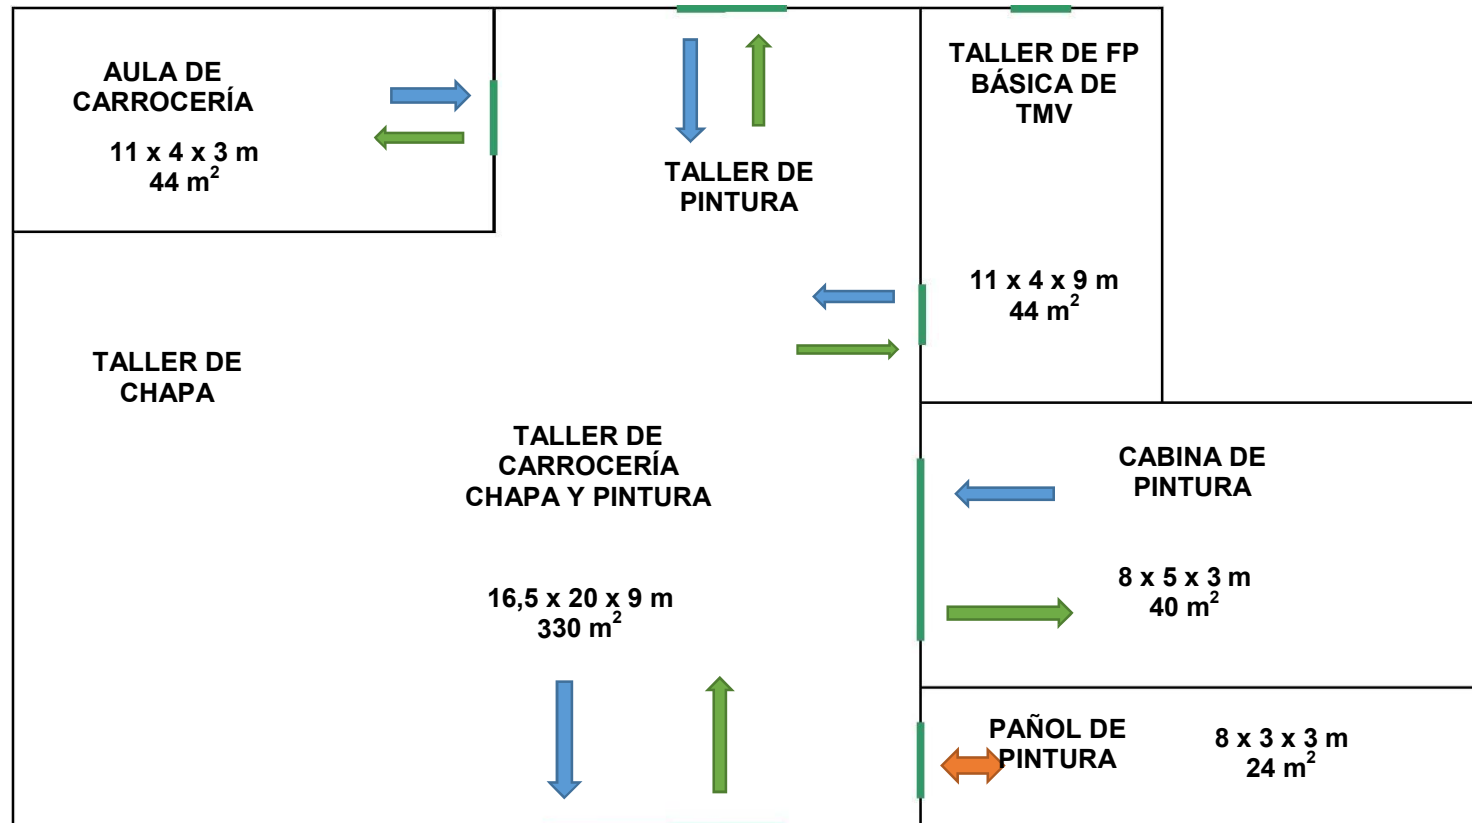 AULA DE
CARROCERÍA
11 x 4 x 3 m
44 m²
TALLER DE
PINTURA
TALLER DE FP
BÁSICA DE
TMV
11 x 4 x 9 m
44 m²
TALLER DE
CHAPA
TALLER DE
CARROCERÍA
CHAPA Y PINTURA
16,5 x 20 x 9 m
330 m²
CABINA DE
PINTURA
8 x 5 x 3 m
40 m²
PAÑOL DE
PINTURA
8 x 3 x 3 m
24 m²